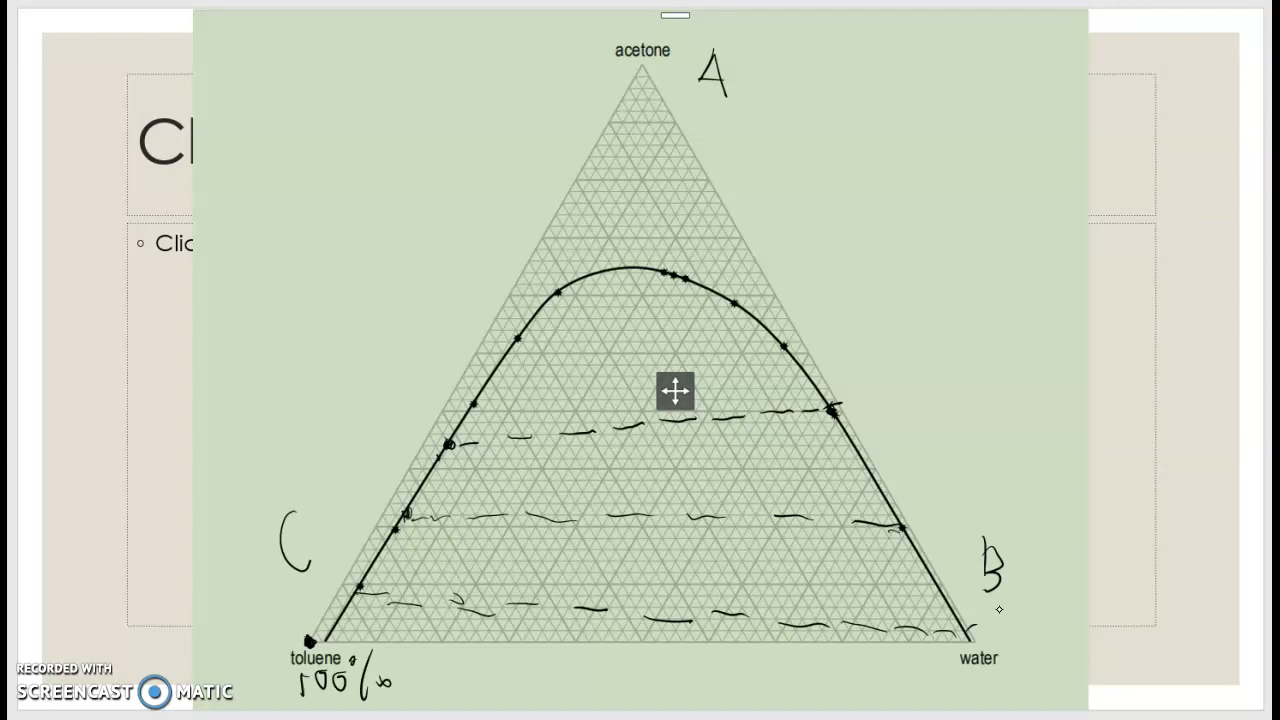 acetone
A
Cl
Clic
C
B
toluene
water
100%
RECORDED WITH
SCREENCAST MATIC